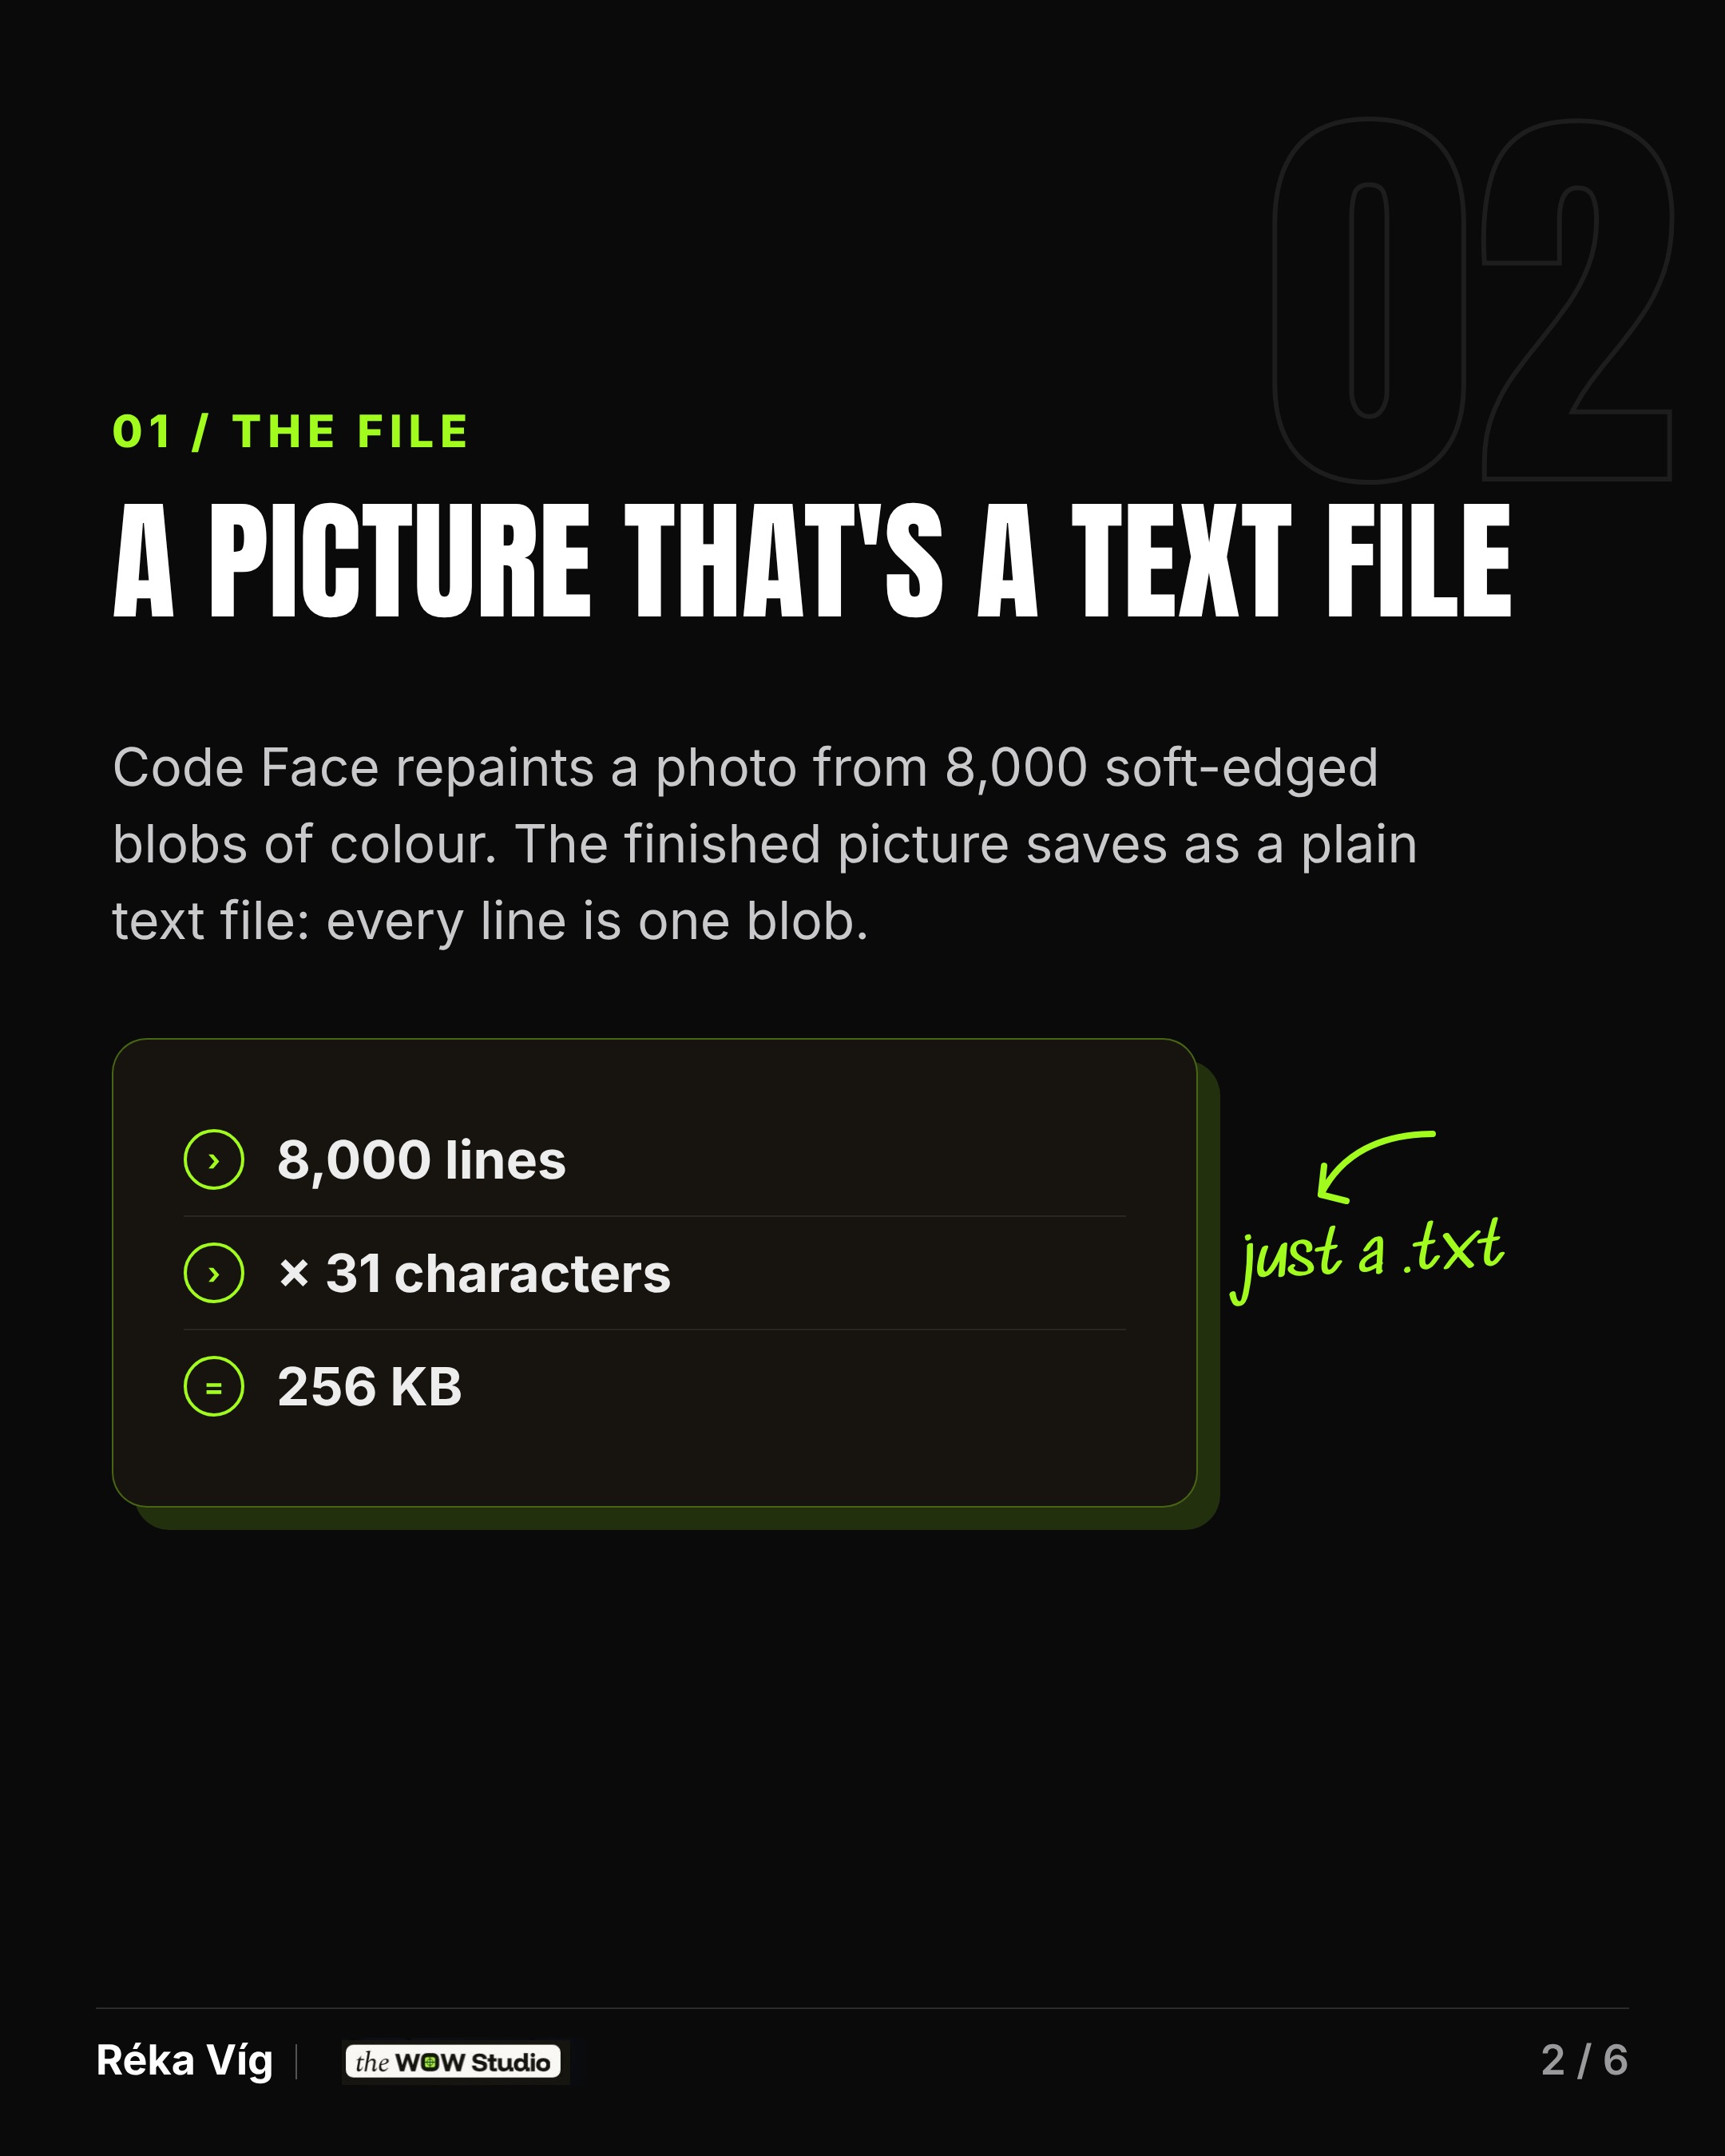 02
01 / THE FILE
A PICTURE THAT'S A TEXT FILE
Code Face repaints a photo from 8,000 soft-edged
blobs of colour. The finished picture saves as a plain
text file: every line is one blob.
› 8,000 lines
› × 31 characters
= 256 KB
just a .txt
Réka Víg | the WOW Studio
2 / 6